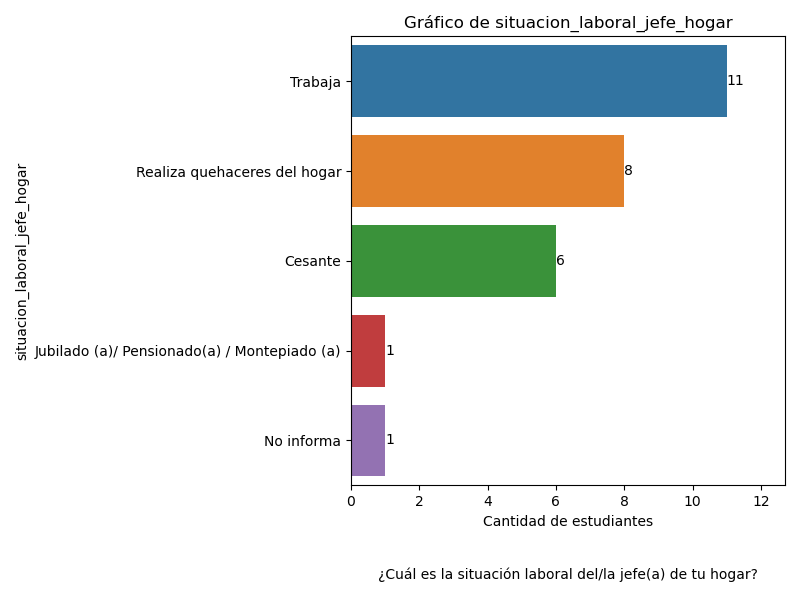 Gráfico de situacion_laboral_jefe_hogar
situacion_laboral_jefe_hogar
Trabaja
11
Realiza quehaceres del hogar
8
Cesante
6
Jubilado (a)/ Pensionado(a) / Montepiado (a)
1
No informa
1
0 2 4 6 8 10 12
Cantidad de estudiantes
¿Cuál es la situación laboral del/la jefe(a) de tu hogar?